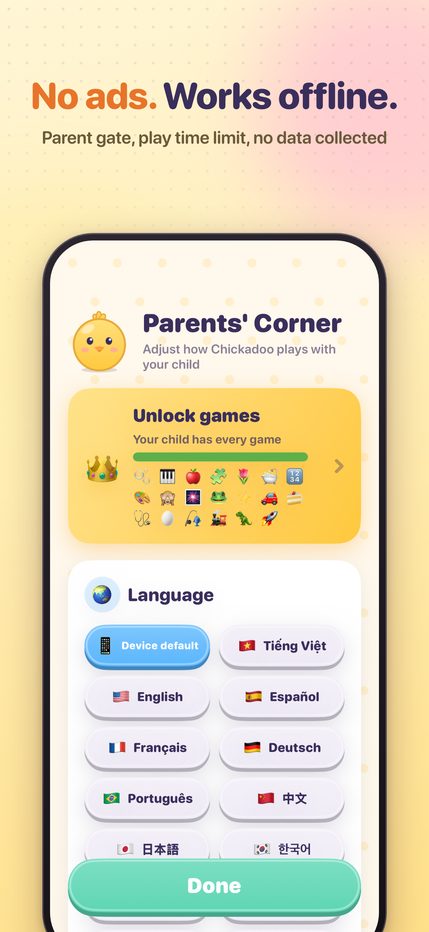 No ads. Works offline.
Parent gate, play time limit, no data collected
Parents' Corner
Adjust how Chickadoo plays with
your child
Unlock games
Your child has every game
Language
Device default
Tiếng Việt
English
Español
Français
Deutsch
Português
中文
日本語
한국어
Done